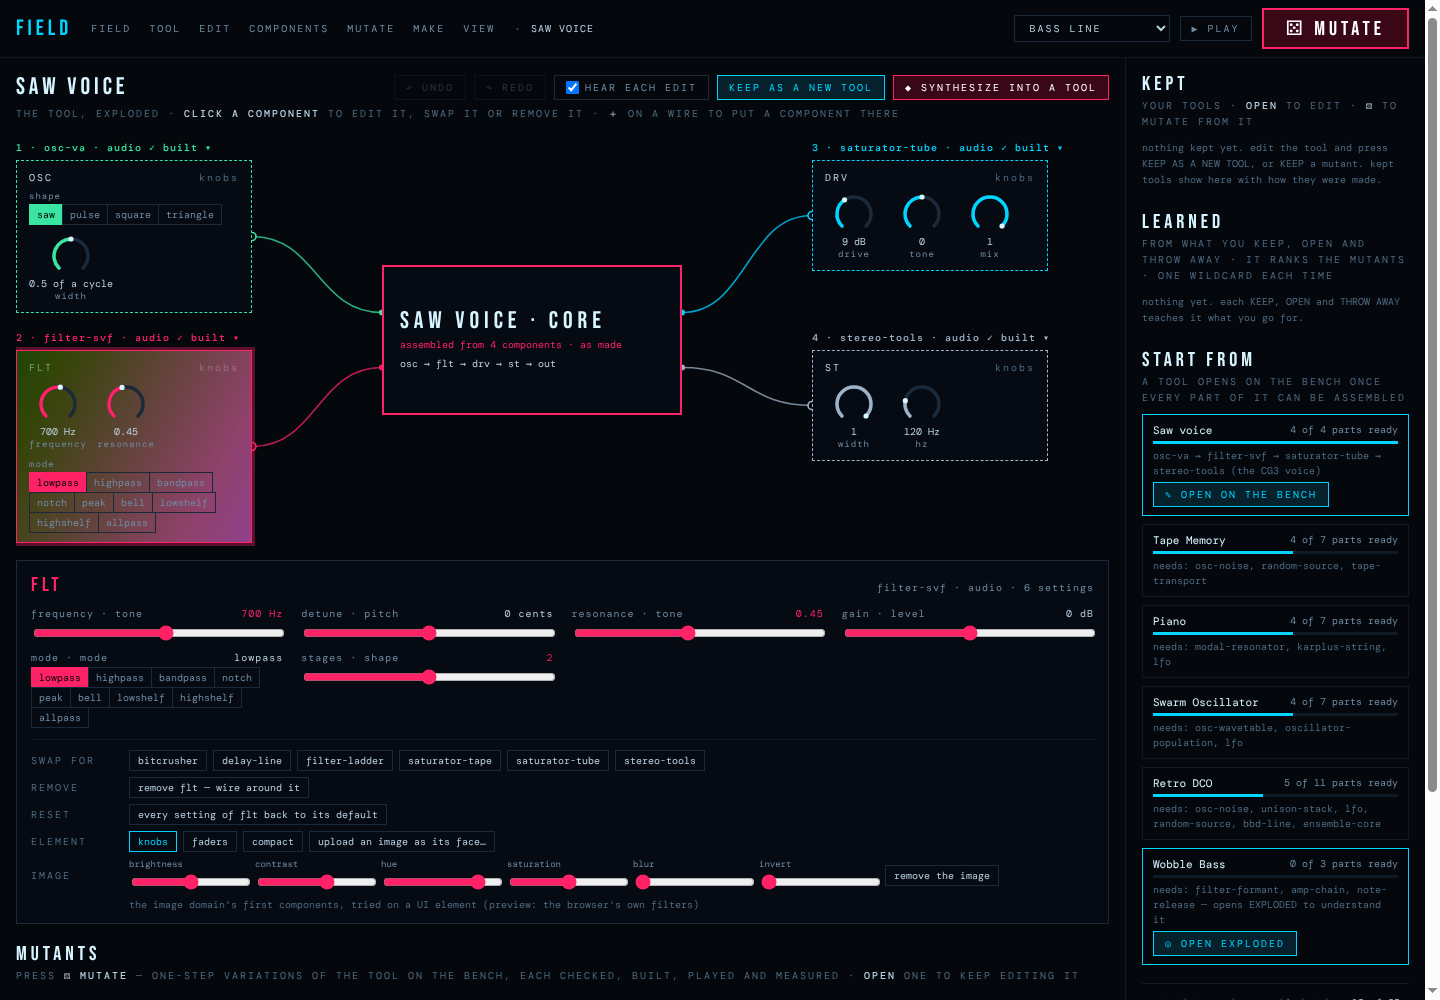 FIELD FIELD TOOL EDIT COMPONENTS MUTATE MAKE VIEW · SAW VOICE BASS LINE ▶ PLAY ⚄ MUTATE
SAW VOICE
↶ UNDO ↷ REDO HEAR EACH EDIT KEEP AS A NEW TOOL ◆ SYNTHESIZE INTO A TOOL
THE TOOL, EXPLODED · CLICK A COMPONENT TO EDIT IT, SWAP IT OR REMOVE IT · + ON A WIRE TO PUT A COMPONENT THERE
1 · osc-va · audio ✓ built ▾
OSC knobs
shape
saw pulse square triangle
0.5 of a cycle
width
2 · filter-svf · audio ✓ built ▾
FLT knobs
700 Hz 0.45
frequency resonance
mode
lowpass highpass bandpass
notch peak bell lowshelf
highshelf allpass
SAW VOICE · CORE
assembled from 4 components · as made
osc → flt → drv → st → out
3 · saturator-tube · audio ✓ built ▾
DRV knobs
9 dB 0 1
drive tone mix
4 · stereo-tools · audio ✓ built ▾
ST knobs
1 120 Hz
width hz
FLT
filter-svf · audio · 6 settings
frequency · tone 700 Hz detune · pitch 0 cents resonance · tone 0.45 gain · level 0 dB
mode · mode lowpass stages · shape 2
lowpass highpass bandpass notch
peak bell lowshelf highshelf
allpass
SWAP FOR bitcrusher delay-line filter-ladder saturator-tape saturator-tube stereo-tools
REMOVE remove flt — wire around it
RESET every setting of flt back to its default
ELEMENT knobs faders compact upload an image as its face…
IMAGE brightness contrast hue saturation blur invert remove the image
the image domain's first components, tried on a UI element (preview: the browser's own filters)
MUTANTS
PRESS ⚄ MUTATE — ONE-STEP VARIATIONS OF THE TOOL ON THE BENCH, EACH CHECKED, BUILT, PLAYED AND MEASURED · OPEN ONE TO KEEP EDITING IT
KEPT
YOUR TOOLS · OPEN TO EDIT · ⚄ TO
MUTATE FROM IT
nothing kept yet. edit the tool and press
KEEP AS A NEW TOOL, or KEEP a mutant. kept
tools show here with how they were made.
LEARNED
FROM WHAT YOU KEEP, OPEN AND
THROW AWAY · IT RANKS THE MUTANTS
· ONE WILDCARD EACH TIME
nothing yet. each KEEP, OPEN and THROW AWAY
teaches it what you go for.
START FROM
A TOOL OPENS ON THE BENCH ONCE
EVERY PART OF IT CAN BE ASSEMBLED
Saw voice 4 of 4 parts ready
osc-va → filter-svf → saturator-tube →
stereo-tools (the CG3 voice)
✎ OPEN ON THE BENCH
Tape Memory 4 of 7 parts ready
needs: osc-noise, random-source, tape-
transport
Piano 4 of 7 parts ready
needs: modal-resonator, karplus-string,
lfo
Swarm Oscillator 4 of 7 parts ready
needs: osc-wavetable, oscillator-
population, lfo
Retro DCO 5 of 11 parts ready
needs: osc-noise, unison-stack, lfo,
random-source, bbd-line, ensemble-core
Wobble Bass 0 of 3 parts ready
needs: filter-formant, amp-chain, note-
release — opens EXPLODED to understand
it
◎ OPEN EXPLODED